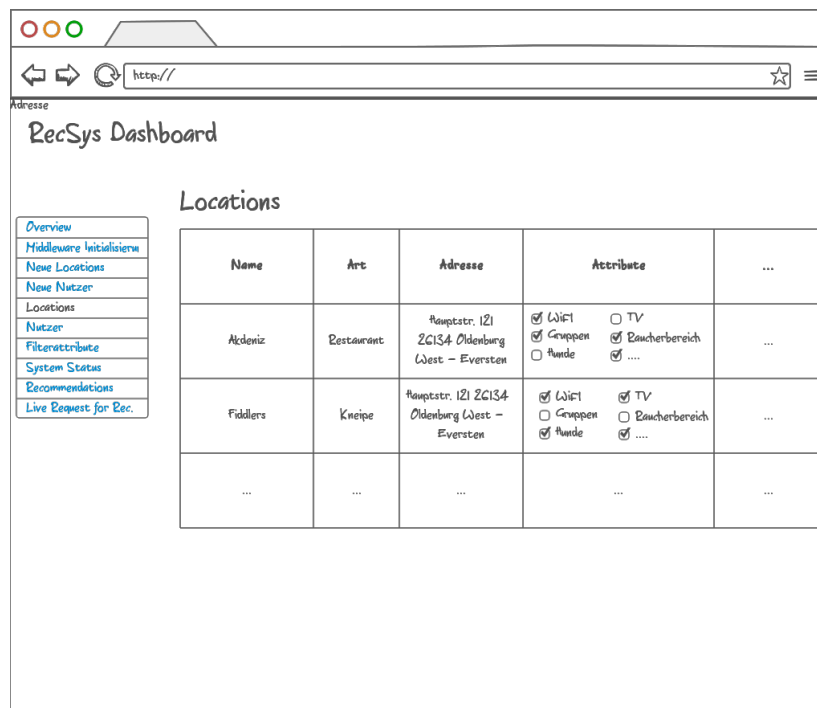 http://
Adresse
RecSys Dashboard
Locations
Overview
Middleware Initialisierun
Neue Locations
Neue Nutzer
Locations
Nutzer
Filterattribute
System Status
Recommendations
Live Request for Rec.
Name Art Adresse Attribute ...
Akdeniz Restaurant Hauptstr. 121
26134 Oldenburg
West - Eversten
WiFI TV
Gruppen Raucherbereich
Hunde ....
...
Fiddlers Kneipe Hauptstr. 121 26134
Oldenburg West -
Eversten
WiFI TV
Gruppen Raucherbereich
Hunde ....
...
... ... ... ... ...